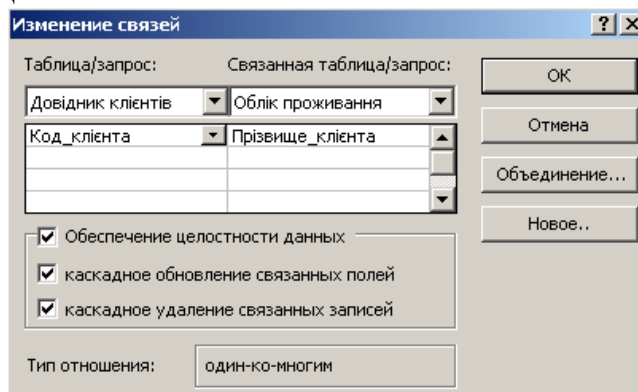 Изменение связей
Таблица/запрос: Связанная таблица/запрос:
Довідник клієнтів Облік проживання
Код_клієнта Прізвище_клієнта
Обеспечение целостности данных
каскадное обновление связанных полей
каскадное удаление связанных записей
Тип отношения: один-ко-многим
ОК
Отмена
Объединение...
Новое..